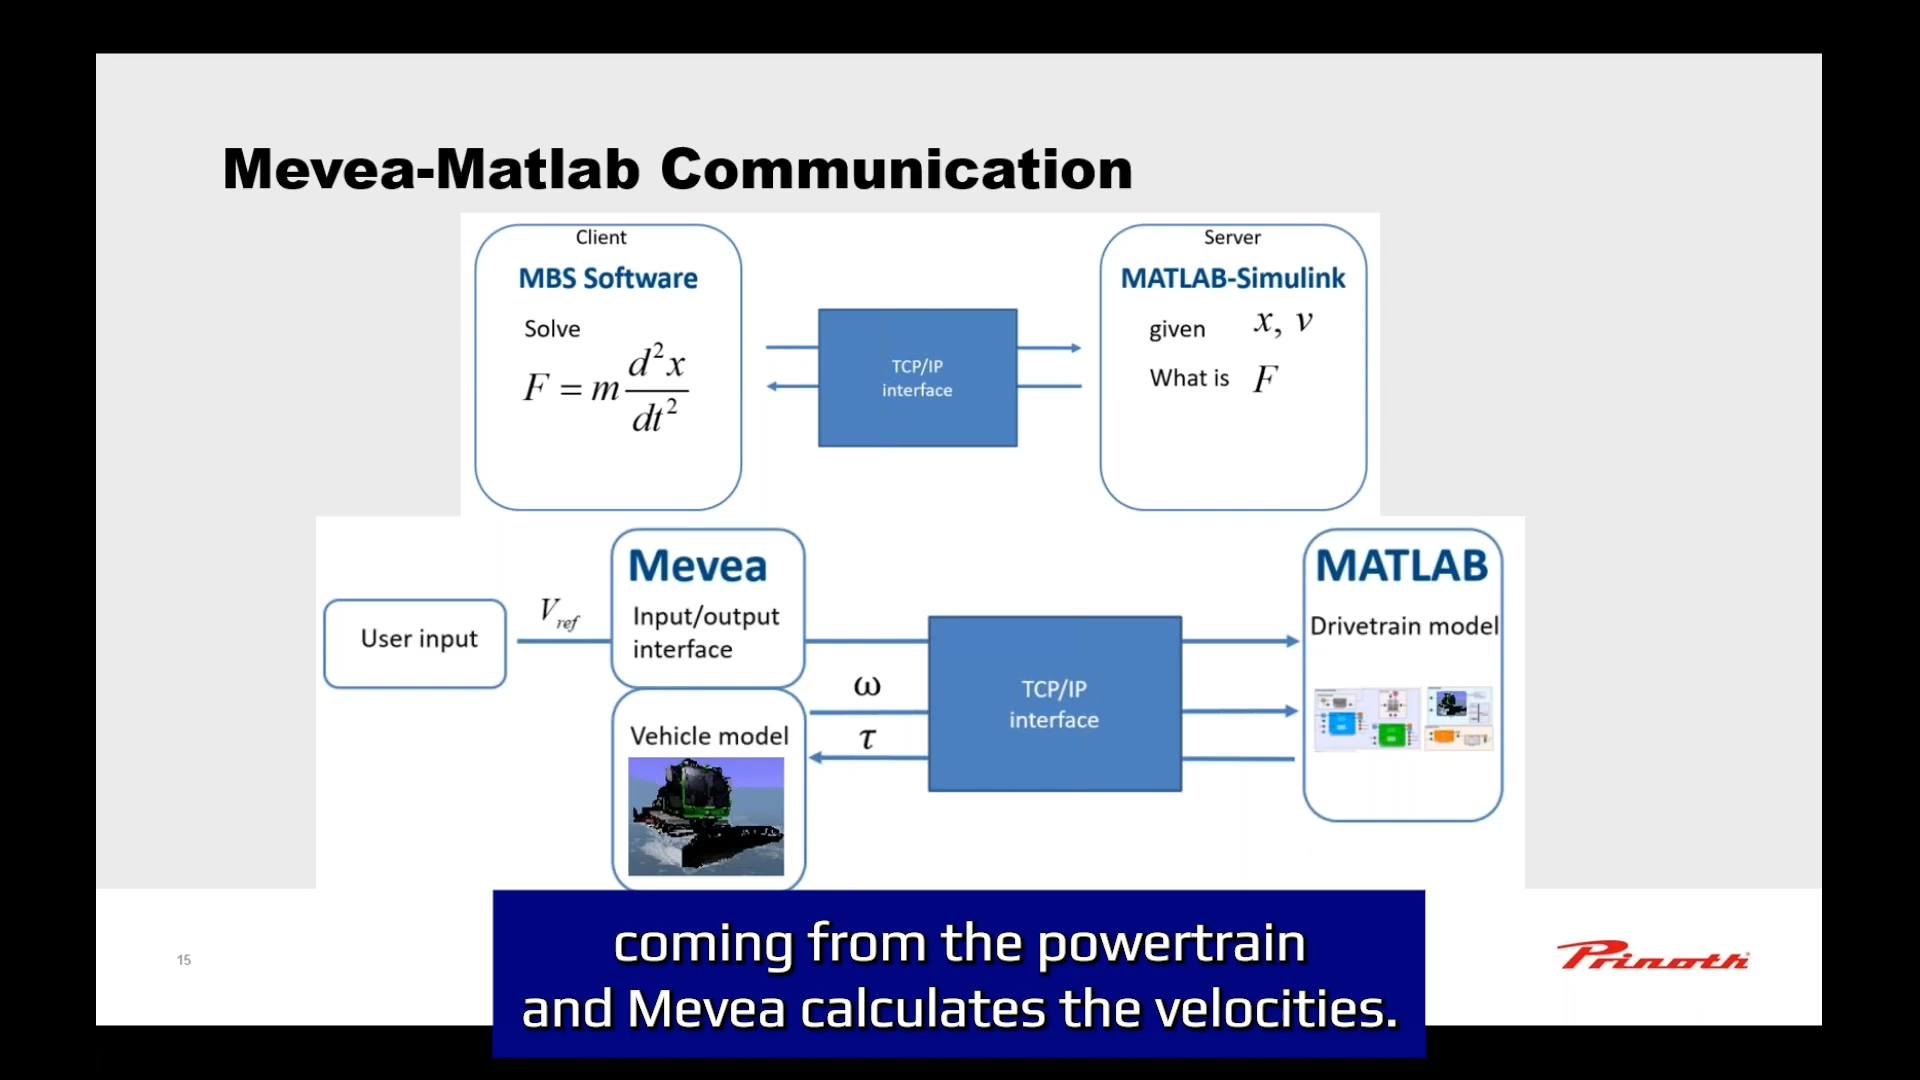 Mevea-Matlab Communication
Client
MBS Software
Solve
F = m d²x/dt²
TCP/IP
interface
Server
MATLAB-Simulink
given x, v
What is F
User input
V_ref
Mevea
Input/output
interface
Vehicle model
ω
τ
TCP/IP
interface
MATLAB
Drivetrain model
coming from the powertrain
and Mevea calculates the velocities.
15
Prinoth